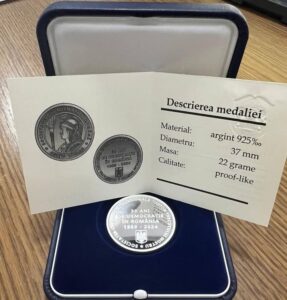 Descrierea medaliei
Material: argint 925‰
Diametru: 37 mm
Masa: 22 grame
Calitate: proof-like
35 ANI
DE DEMOCRAȚIE
ÎN ROMÂNIA
1989 - 2024